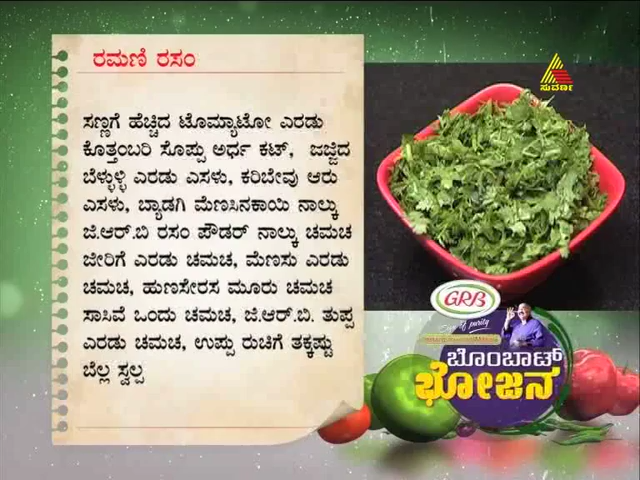 ರಮಣಿ ರಸಂ
ಸಣ್ಣಗೆ ಹೆಚ್ಚಿದ ಟೊಮ್ಯಾಟೋ ಎರಡು
ಕೊತ್ತಂಬರಿ ಸೊಪ್ಪು ಅರ್ಧ ಕಟ್, ಜಜ್ಜಿದ
ಬೆಳ್ಳುಳ್ಳಿ ಎರಡು ಎಸಳು, ಕರಿಬೇವು ಆರು
ಎಸಳು, ಬ್ಯಾಡಗಿ ಮೆಣಸಿನಕಾಯಿ ನಾಲ್ಕು
ಜಿ.ಆರ್.ಬಿ ರಸಂ ಪೌಡರ್ ನಾಲ್ಕು ಚಮಚ
ಜೀರಿಗೆ ಎರಡು ಚಮಚ, ಮೆಣಸು ಎರಡು
ಚಮಚ, ಹುಣಸೇರಸ ಮೂರು ಚಮಚ
ಸಾಸಿವೆ ಒಂದು ಚಮಚ, ಜಿ.ಆರ್.ಬಿ. ತುಪ್ಪ
ಎರಡು ಚಮಚ, ಉಪ್ಪು ರುಚಿಗೆ ತಕ್ಕಷ್ಟು
ಬೆಲ್ಲ ಸ್ವಲ್ಪ
ಸುವರ್ಣ
GRB
of purity
ಬೊಂಬಾಟ್
ಭೋಜನ